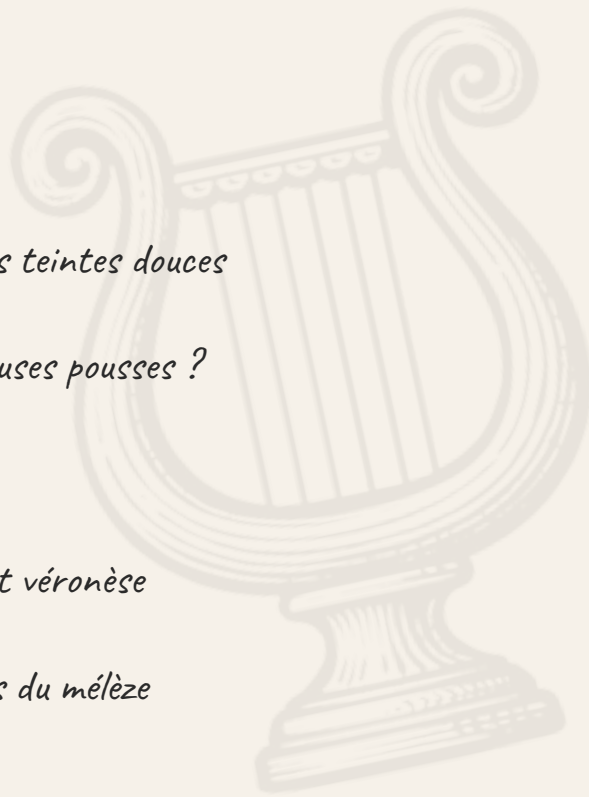 s teintes douces
uses pousses ?
t véronèse
s du mélèze